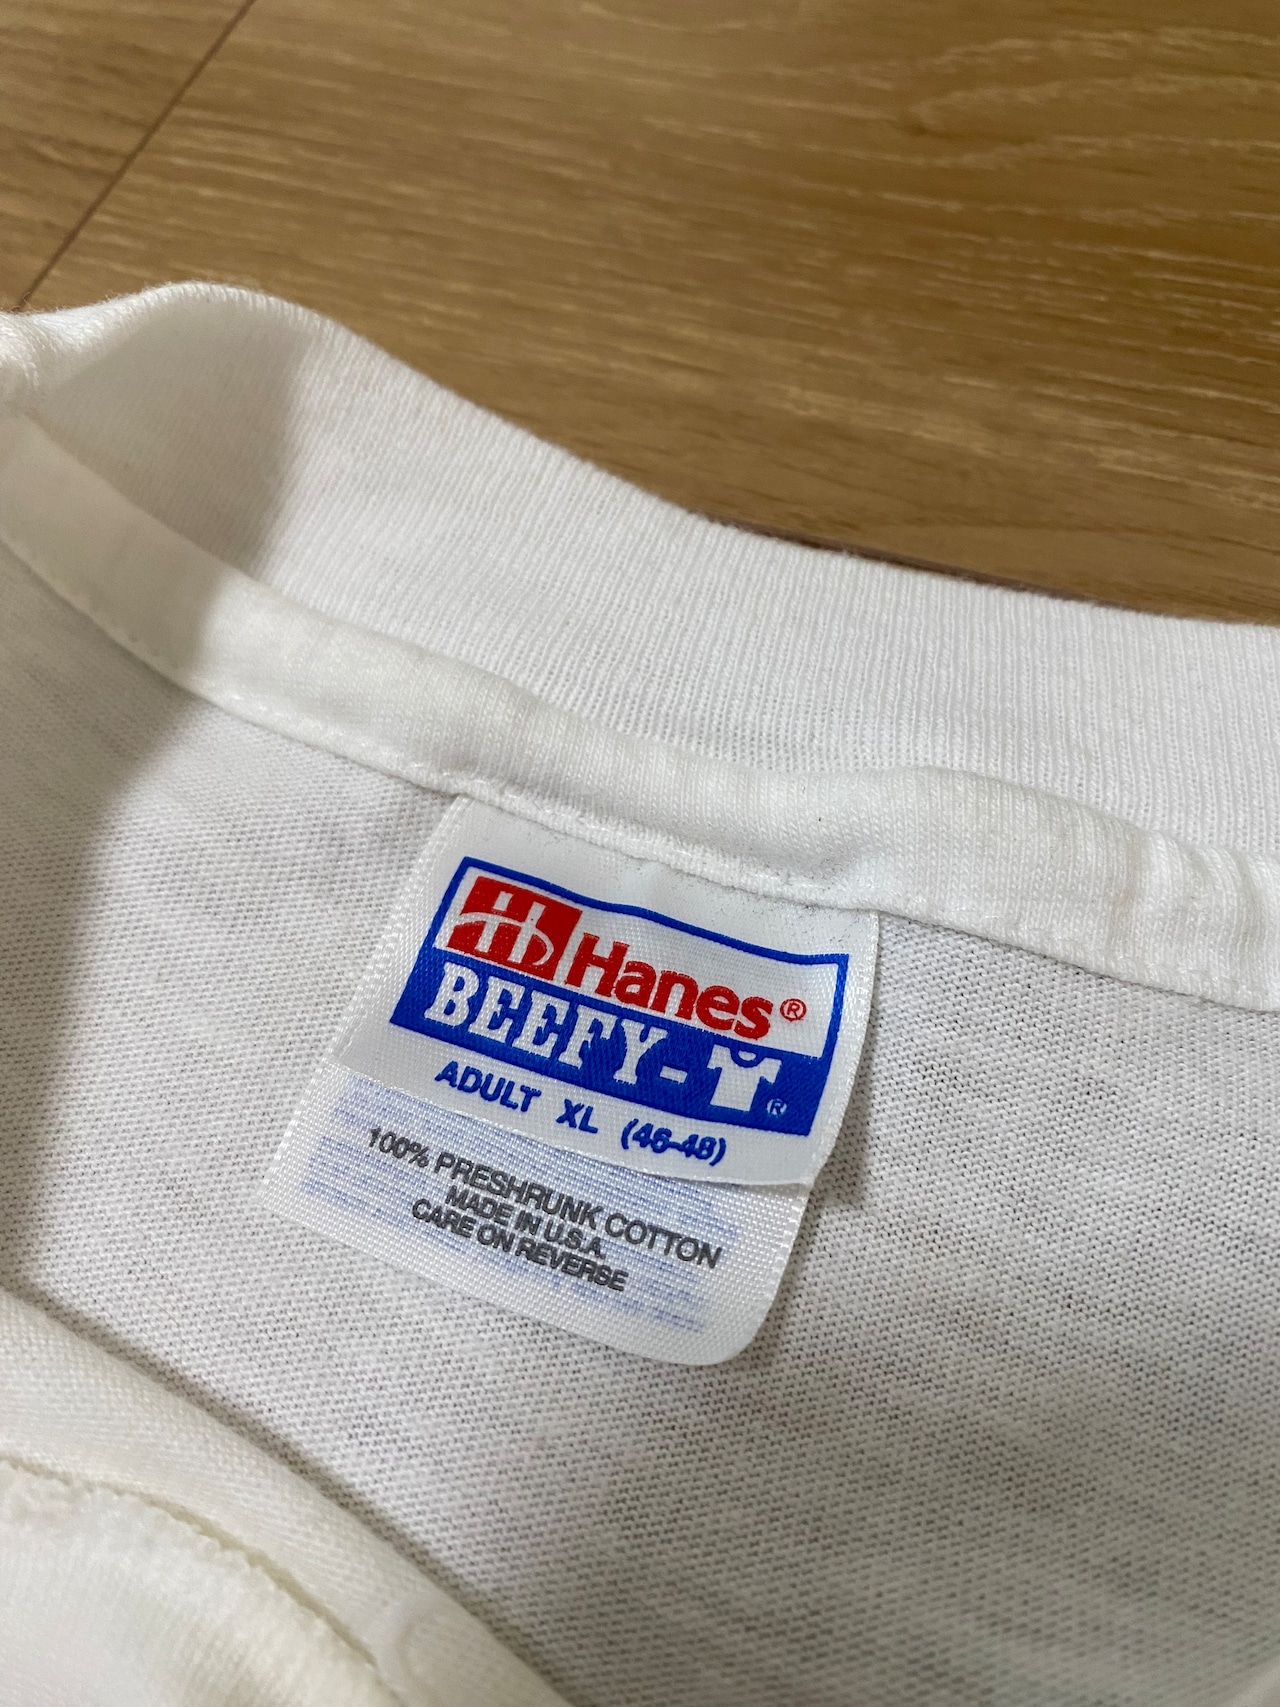 Hanes®
BEEFY-T®
ADULT XL (46-48)
100% PRESHRUNK COTTON
MADE IN U.S.A.
CARE ON REVERSE